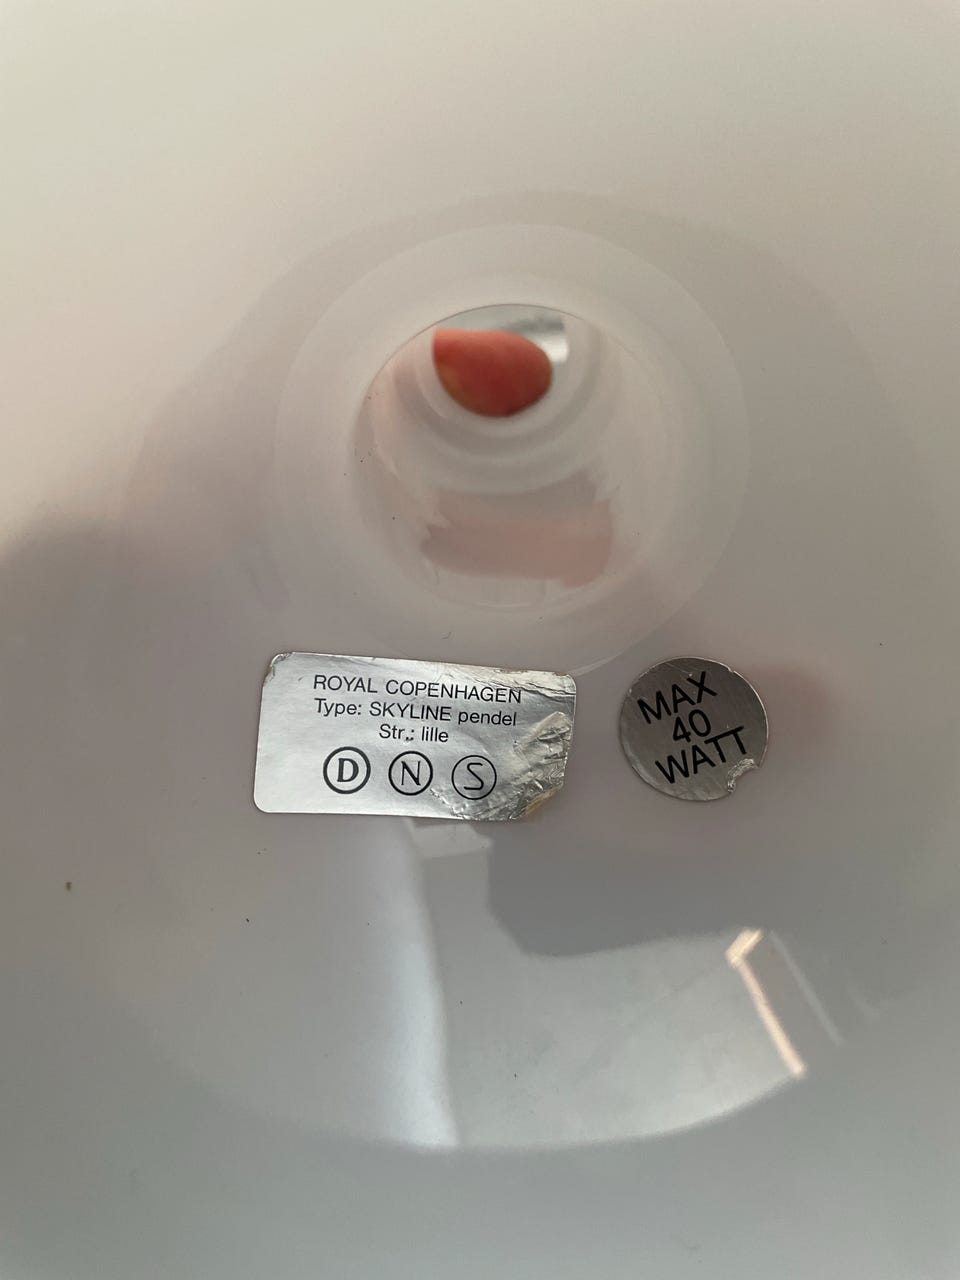 ROYAL COPENHAGEN
Type: SKYLINE pendel
Str.: lille
D N S
MAX
40
WATT